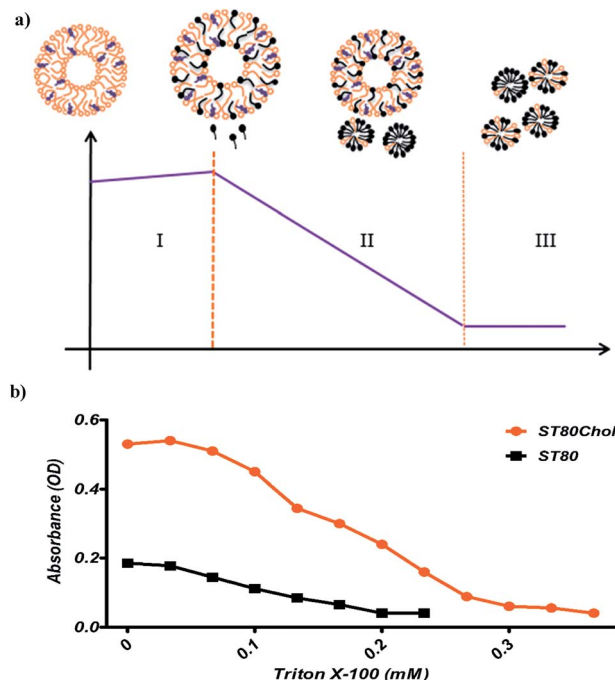 a)
I
II
III
b)
0.6
ST80Chol
ST80
0.4
0.2
0.0
Absorbance (OD)
0
0.1
0.2
0.3
Triton X-100 (mM)